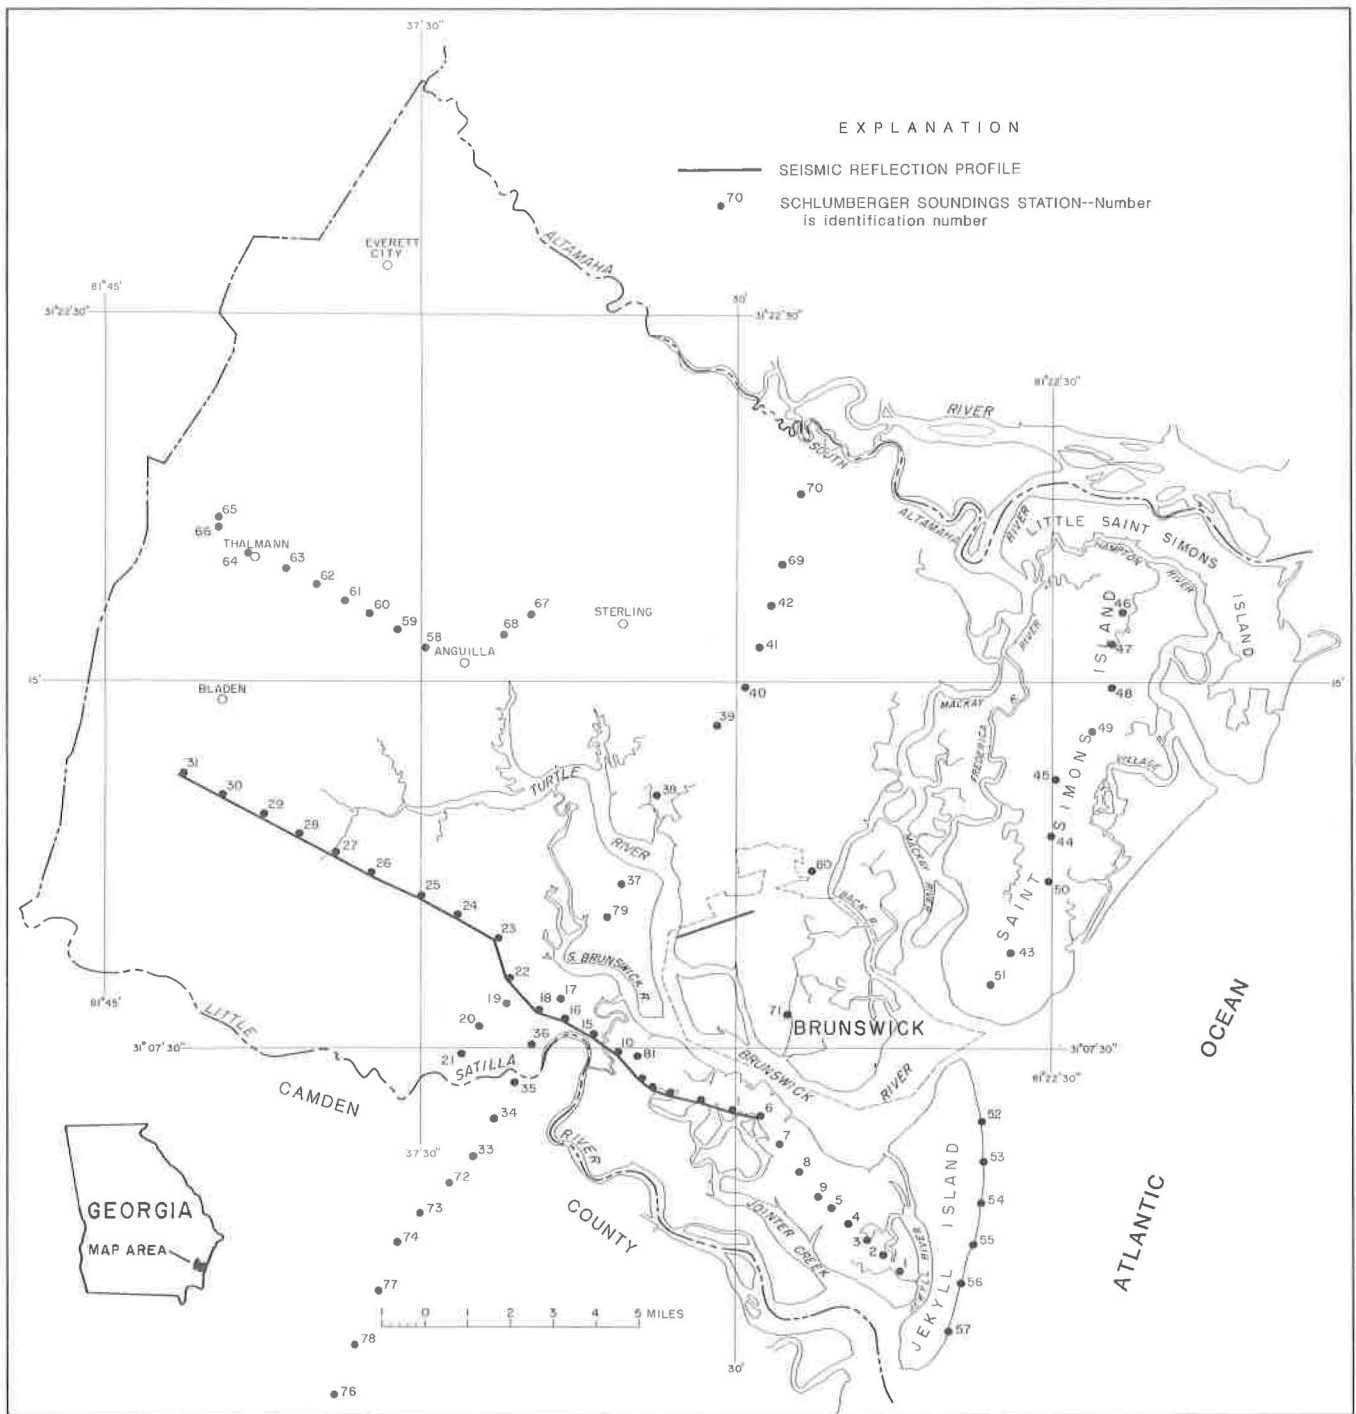 37'30"
EXPLANATION
SEISMIC REFLECTION PROFILE
70
SCHLUMBERGER SOUNDINGS STATION--Number
is identification number
EVERETT
CITY
ALTAMAHA
81°45'
30'
31°22'30"
31°22'30"
81°22'30"
RIVER
SOUTH
70
ALTAMAHA
RIVER
LITTLE SAINT SIMONS
ISLAND
HAMPTON
RIVER
65
66
THALMANN
64
63
62
61
60
59
58
ANGUILLA
67
68
STERLING
69
42
41
40
39
46
47
48
49
ISLAND
RIVER
15'
15'
BLADEN
MACKAY
R.
FREDERICA
VILLAGE
R.
SIMONS
SAINT
31
30
29
28
27
26
25
24
23
22
TURTLE
RIVER
38
37
79
80
45
44
50
43
51
MACKAY
RIVER
BACK R.
S. BRUNSWICK R.
19
17
18
16
15
20
36
10
81
21
71
BRUNSWICK
BRUNSWICK
RIVER
81°45'
LITTLE
SATILLA
RIVER
31°07'30"
31°07'30"
81°22'30"
OCEAN
ATLANTIC
CAMDEN
COUNTY
35
34
33
72
73
74
77
78
76
37'30"
6
7
8
9
5
4
3
2
1
JOINTER CREEK
RIVER
JEKYLL ISLAND
52
53
54
55
56
57
GEORGIA
MAP AREA
1 0 1 2 3 4 5 MILES
30'